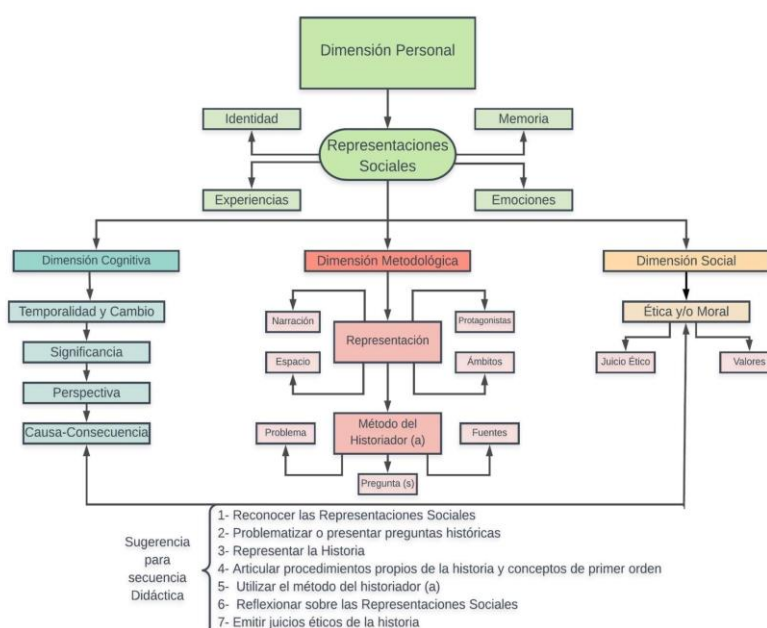 Dimensión Personal
Identidad
Memoria
Representaciones
Sociales
Experiencias
Emociones
Dimensión Cognitiva
Dimensión Metodológica
Dimensión Social
Temporalidad y Cambio
Significancia
Perspectiva
Causa-Consecuencia
Narración
Protagonistas
Representación
Espacio
Ámbitos
Método del
Historiador (a)
Problema
Fuentes
Pregunta (s)
Ética y/o Moral
Juicio Ético
Valores
Sugerencia
para
secuencia
Didáctica
1- Reconocer las Representaciones Sociales
2- Problematizar o presentar preguntas históricas
3- Representar la Historia
4- Articular procedimientos propios de la historia y conceptos de primer orden
5- Utilizar el método del historiador (a)
6- Reflexionar sobre las Representaciones Sociales
7- Emitir juicios éticos de la historia